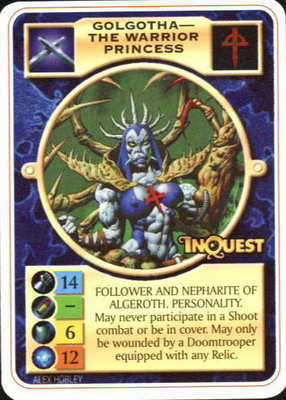 GOLGOTHA—
THE WARRIOR
PRINCESS
INQUEST
14
–
6
12
FOLLOWER AND NEPHARITE OF
ALGEROTH. PERSONALITY.
May never participate in a Shoot
combat or be in cover. May only
be wounded by a Doomtrooper
equipped with any Relic.
ALEX HORLEY